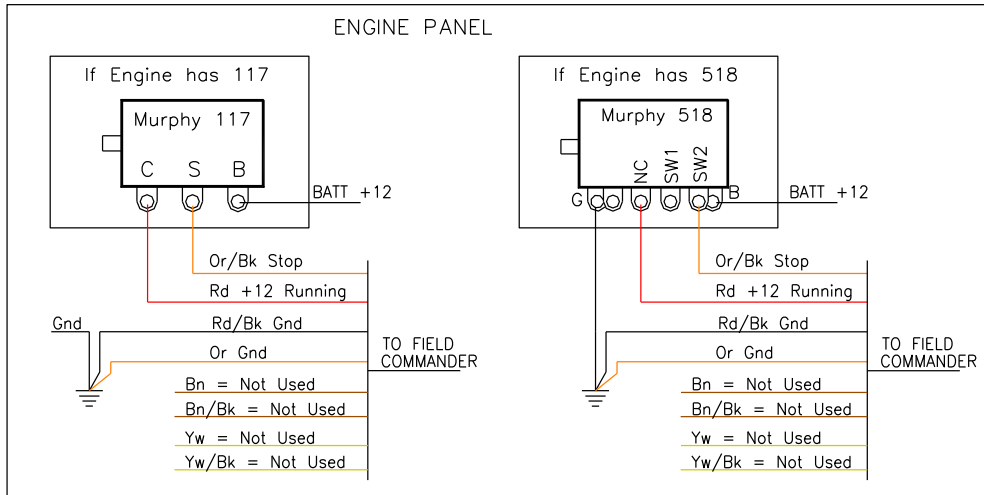 ENGINE PANEL
If Engine has 117
Murphy 117
C S B
BATT +12
Or/Bk Stop
Rd +12 Running
Gnd
Rd/Bk Gnd
Or Gnd
TO FIELD
COMMANDER
Bn = Not Used
Bn/Bk = Not Used
Yw = Not Used
Yw/Bk = Not Used
If Engine has 518
Murphy 518
NC
SW1
SW2
G
B
BATT +12
Or/Bk Stop
Rd +12 Running
Rd/Bk Gnd
Or Gnd
TO FIELD
COMMANDER
Bn = Not Used
Bn/Bk = Not Used
Yw = Not Used
Yw/Bk = Not Used